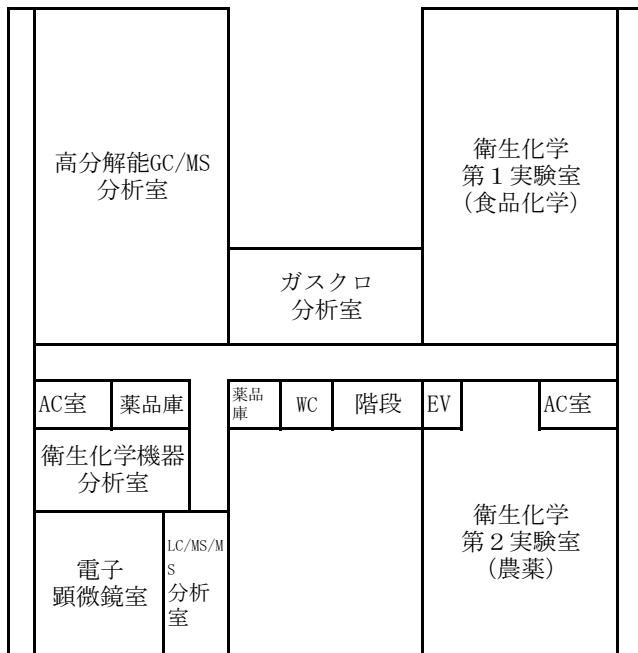 高分解能GC/MS
分析室
衛生化学
第１実験室
(食品化学)
ガスクロ
分析室
AC室
薬品庫
薬品
庫
WC
階段
EV
AC室
衛生化学機器
分析室
電子
顕微鏡室
LC/MS/M
S
分析
室
衛生化学
第２実験室
(農薬)